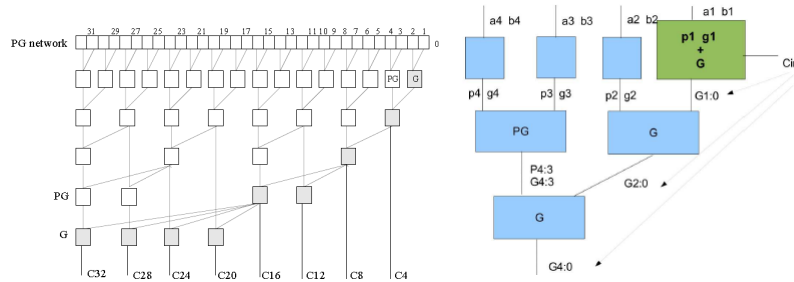 31 29 27 25 23 21 19 17 15 13 11 10 9 8 7 6 5 4 3 2 1
PG network 0
PG G
PG
G
C32 C28 C24 C20 C16 C12 C8 C4
a4 b4 a3 b3 a2 b2 a1 b1
p1 g1
+
G
p4 g4 p3 g3 p2 g2 G1:0
PG G
P4:3
G4:3
G2:0
G
G4:0